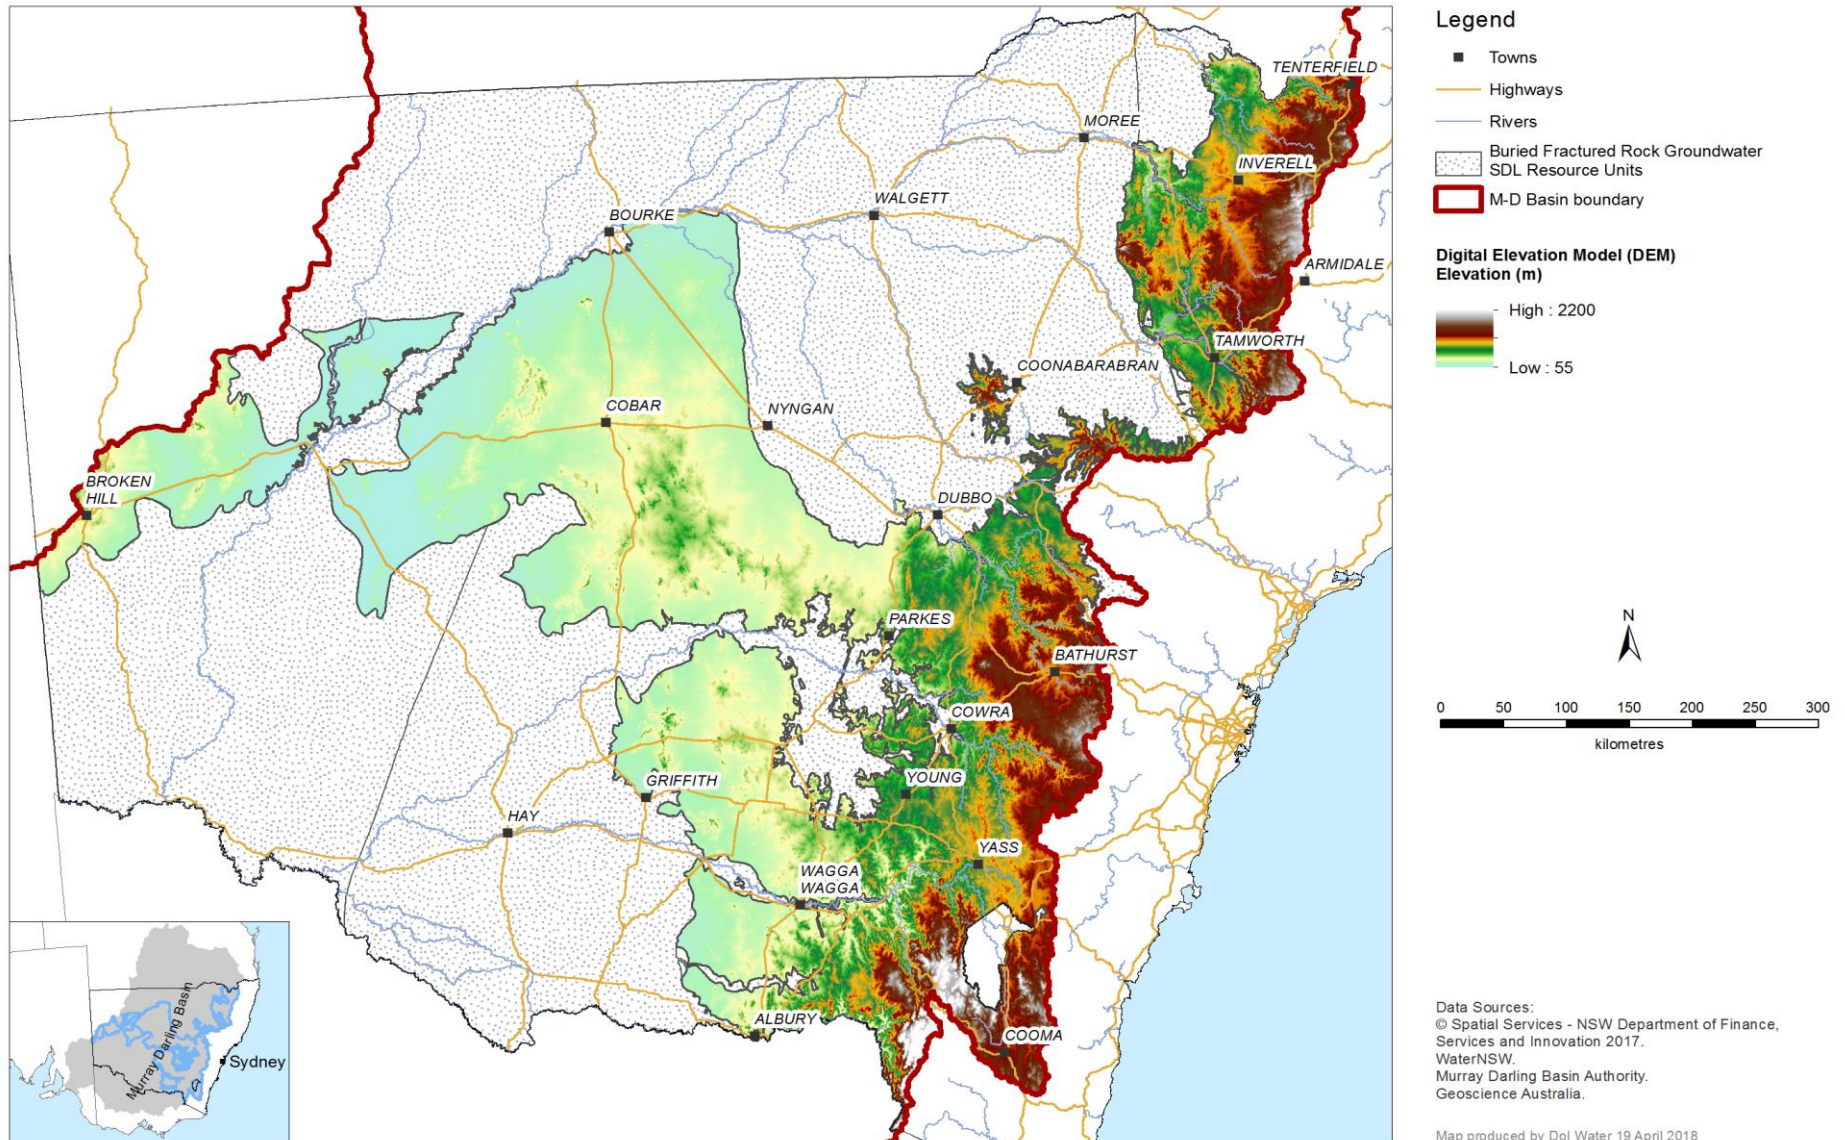 TENTERFIELD
MOREE
INVERELL
WALGETT
BOURKE
ARMIDALE
TAMWORTH
COONABARABRAN
COBAR
NYNGAN
BROKEN
HILL
DUBBO
PARKES
BATHURST
COWRA
YOUNG
GRIFFITH
HAY
YASS
WAGGA
WAGGA
ALBURY
COOMA
Murray Darling Basin
Sydney
Legend
Towns
Highways
Rivers
Buried Fractured Rock Groundwater
SDL Resource Units
M-D Basin boundary
Digital Elevation Model (DEM)
Elevation (m)
High : 2200
Low : 55
N
0 50 100 150 200 250 300
kilometres
Data Sources:
© Spatial Services - NSW Department of Finance,
Services and Innovation 2017.
WaterNSW.
Murray Darling Basin Authority.
Geoscience Australia.
Map produced by DoI Water 19 April 2018